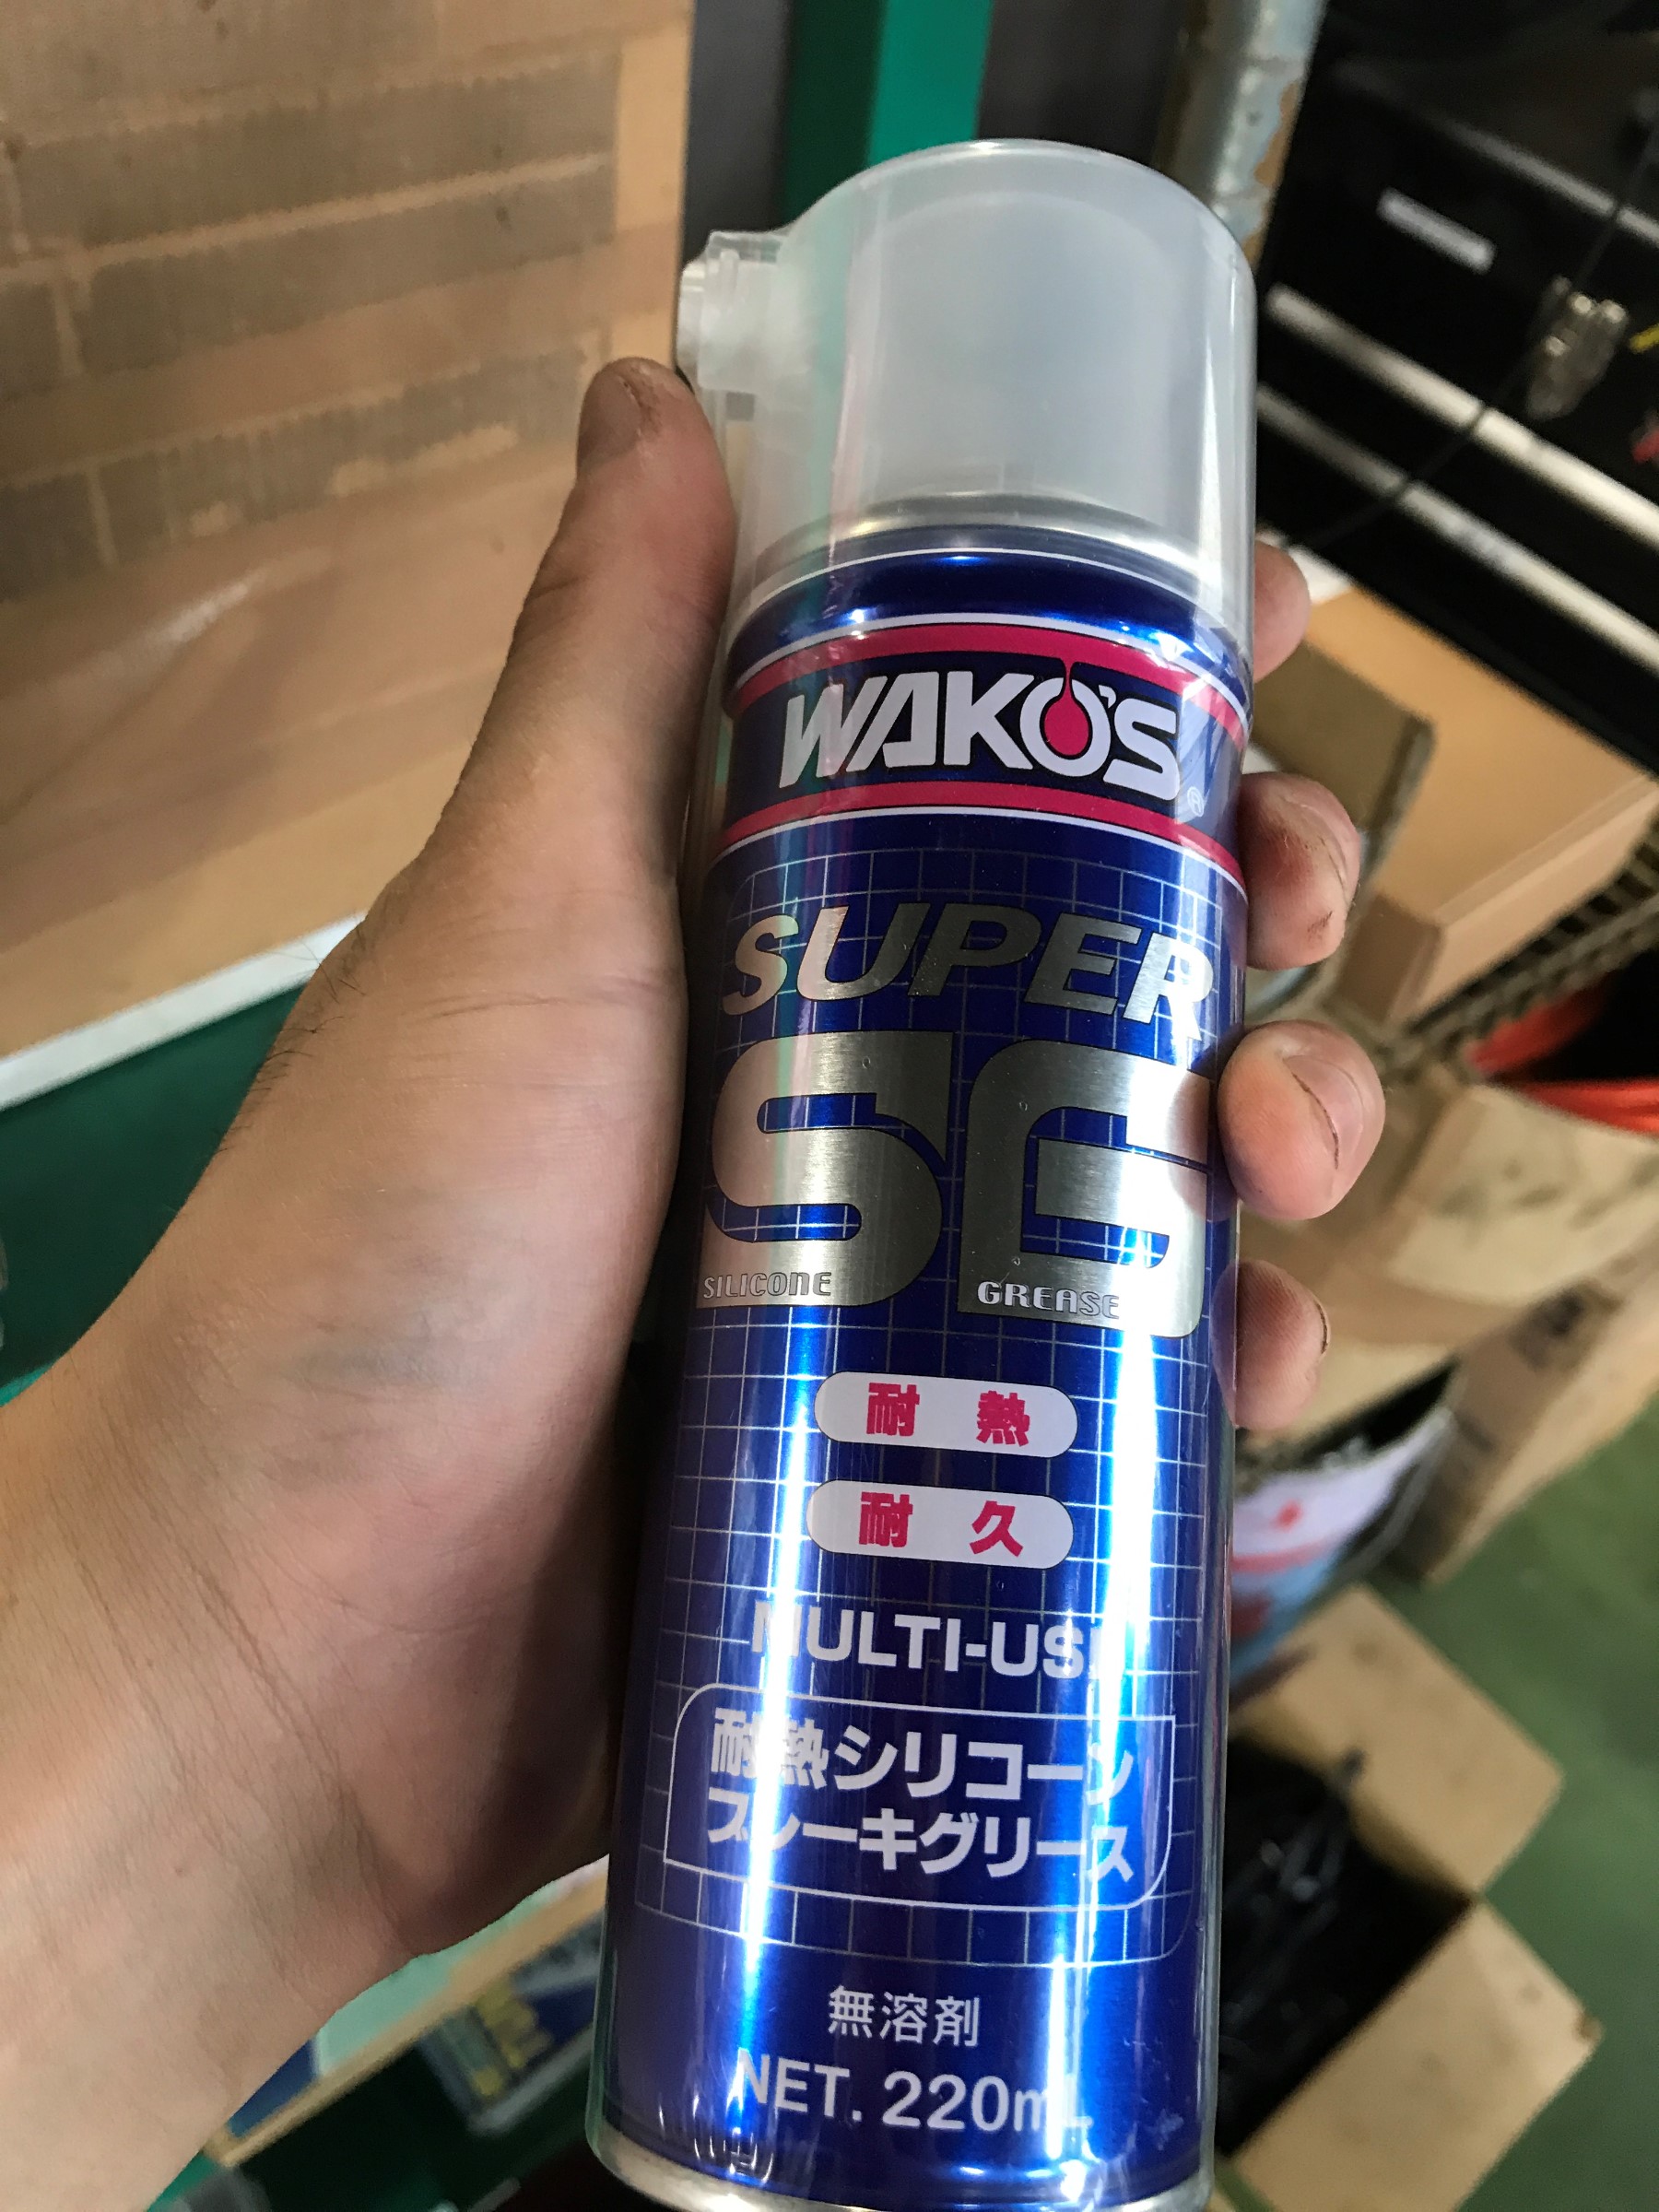 WAKO'S®
SUPER
SG
SILICONE GREASE
耐熱
耐久
MULTI-USE
耐熱シリコーン
ブレーキグリース
無溶剤
NET. 220mL